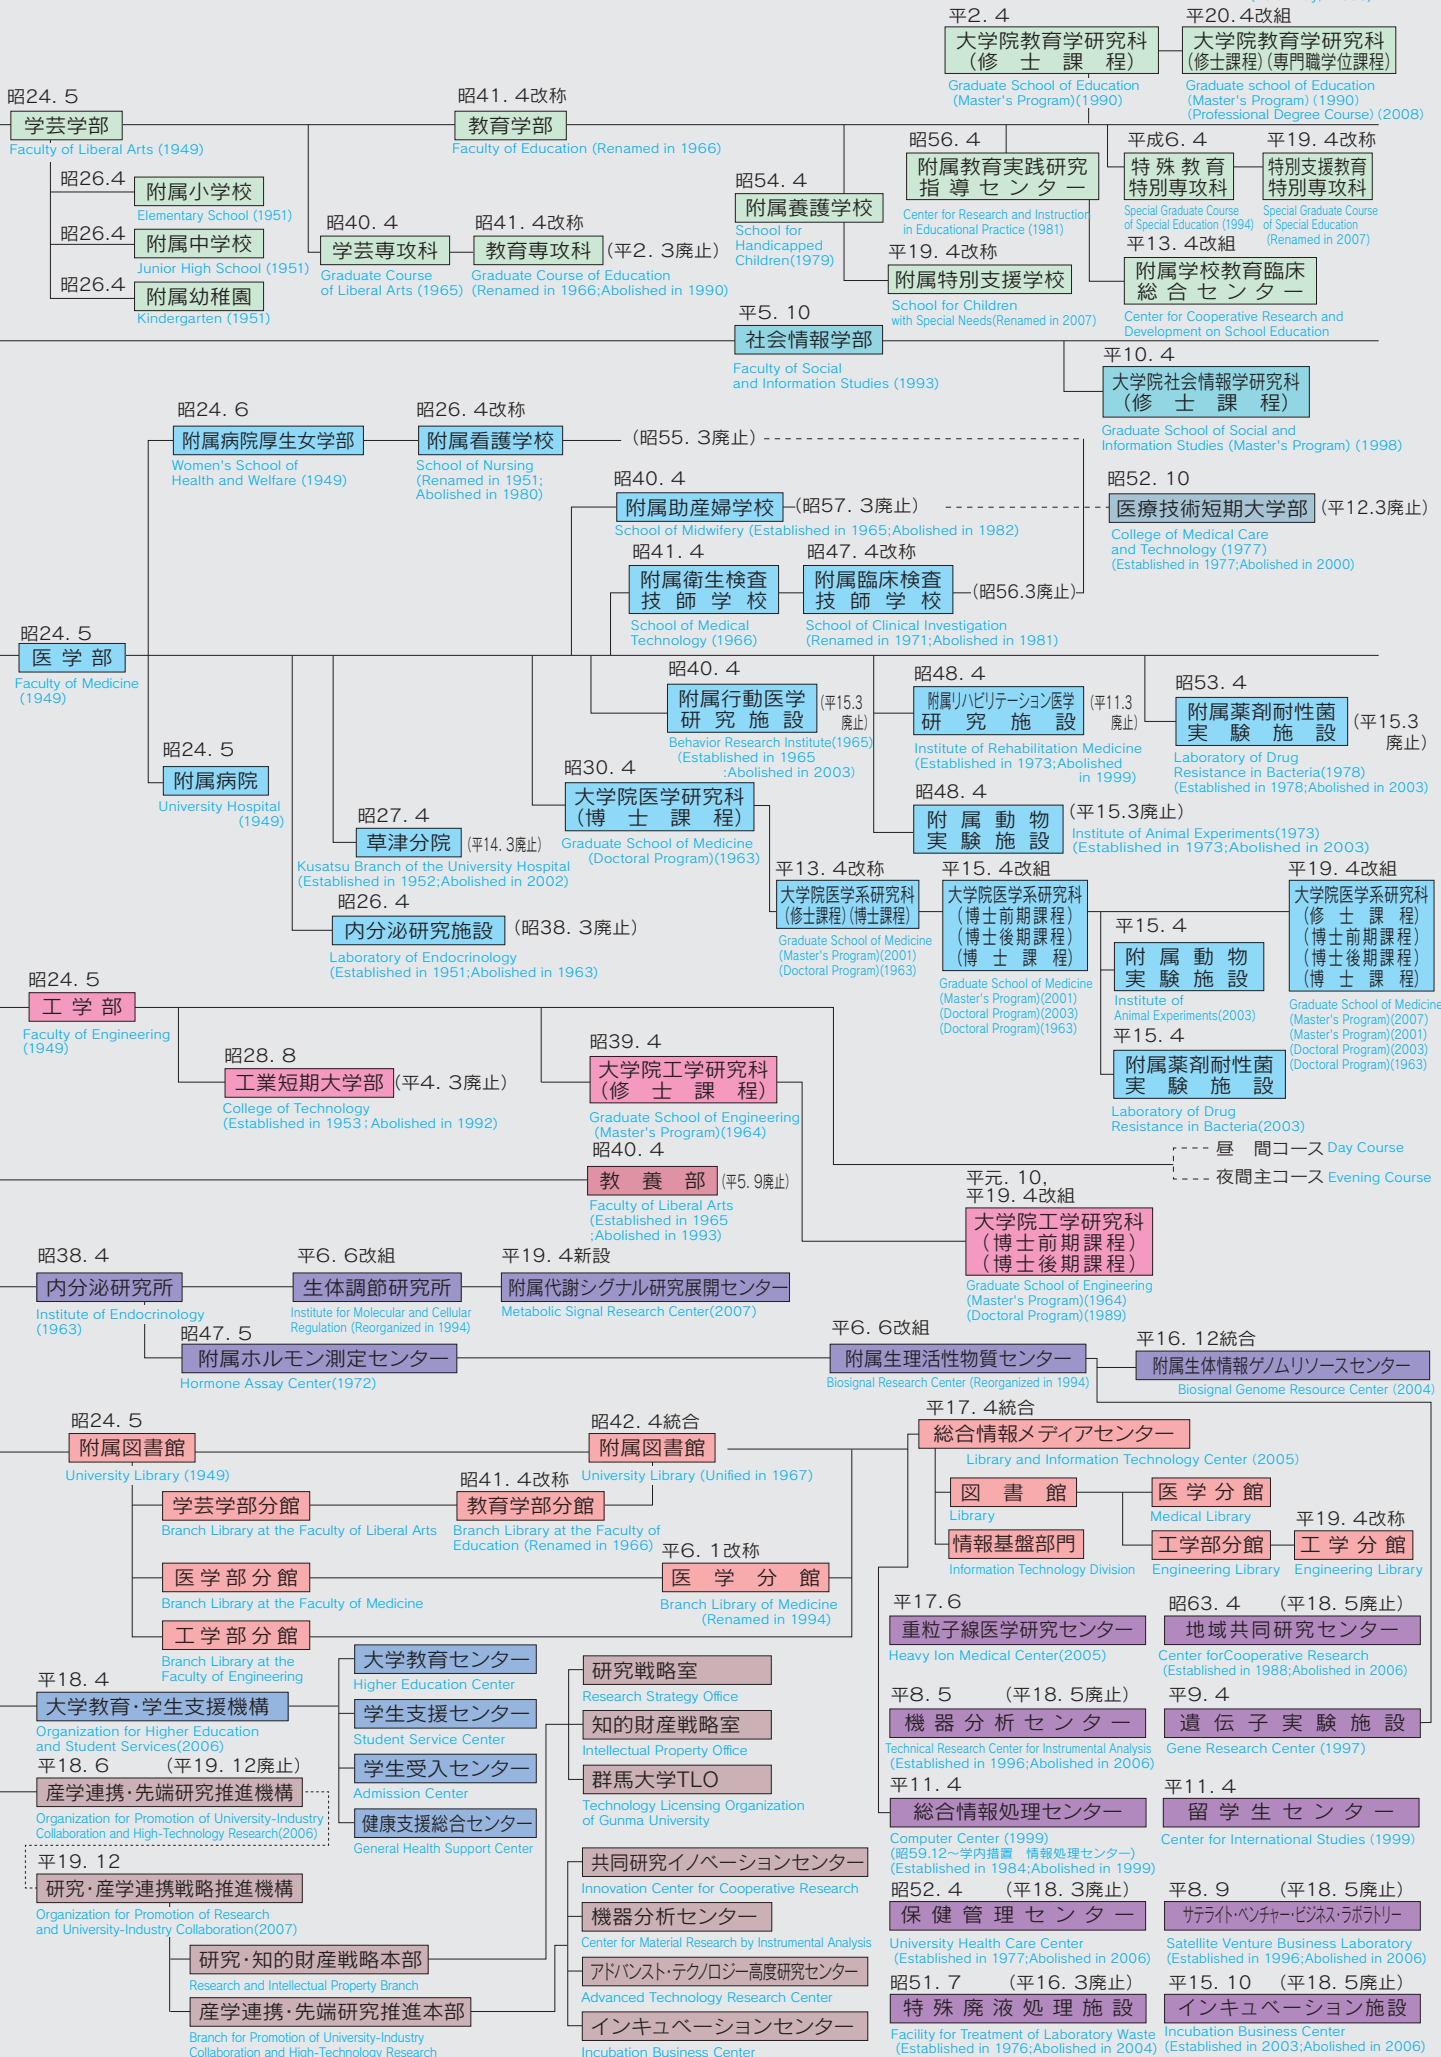 平2. 4
大学院教育学研究科
(修　士　課　程)
Graduate School of Education
(Master's Program)(1990)
平20. 4改組
大学院教育学研究科
(修士課程)(専門職学位課程)
Graduate school of Education
(Master's Program) (1990)
(Professional Degree Course) (2008)
昭24. 5
学芸学部
Faculty of Liberal Arts (1949)
昭41. 4改称
教育学部
Faculty of Education (Renamed in 1966)
昭26.4
附属小学校
Elementary School (1951)
昭26.4
附属中学校
Junior High School (1951)
昭26.4
附属幼稚園
Kindergarten (1951)
昭40. 4
学芸専攻科
Graduate Course
of Liberal Arts (1965)
昭41. 4改称
教育専攻科 (平2. 3廃止)
Graduate Course of Education
(Renamed in 1966;Abolished in 1990)
昭54. 4
附属養護学校
School for
Handicapped
Children(1979)
平19. 4改称
附属特別支援学校
School for Children
with Special Needs(Renamed in 2007)
昭56. 4
附属教育実践研究
指導センター
Center for Research and Instruction
in Educational Practice (1981)
平成6. 4
特殊教育
特別専攻科
Special Graduate Course
of Special Education (1994)
平19. 4改称
特別支援教育
特別専攻科
Special Graduate Course
of Special Education
(Renamed in 2007)
平13. 4改組
附属学校教育臨床
総合センター
Center for Cooperative Research and
Development on School Education
平5. 10
社会情報学部
Faculty of Social
and Information Studies (1993)
平10. 4
大学院社会情報学研究科
(修　士　課　程)
Graduate School of Social and
Information Studies (Master's Program) (1998)
昭24. 6
附属病院厚生女学部
Women's School of
Health and Welfare (1949)
昭26. 4改称
附属看護学校
School of Nursing
(Renamed in 1951;
Abolished in 1980)
(昭55. 3廃止)
昭40. 4
附属助産婦学校
(昭57. 3廃止)
School of Midwifery (Established in 1965;Abolished in 1982)
昭52. 10
医療技術短期大学部 (平12.3廃止)
College of Medical Care
and Technology (1977)
(Established in 1977;Abolished in 2000)
昭41. 4
附属衛生検査
技師学校
School of Medical
Technology (1966)
昭47. 4改称
附属臨床検査
技師学校
(昭56.3廃止)
School of Clinical Investigation
(Renamed in 1971;Abolished in 1981)
昭24. 5
医学部
Faculty of Medicine
(1949)
昭24. 5
附属病院
University Hospital
(1949)
昭40. 4
附属行動医学
研究施設
(平15.3
廃止)
Behavior Research Institute(1965)
(Established in 1965
;Abolished in 2003)
昭48. 4
附属リハビリテーション医学
研　究　施　設
(平11.3
廃止)
Institute of Rehabilitation Medicine
(Established in 1973;Abolished
in 1999)
昭53. 4
附属薬剤耐性菌
実　験　施　設
(平15.3
廃止)
Laboratory of Drug
Resistance in Bacteria(1978)
(Established in 1978;Abolished in 2003)
昭30. 4
大学院医学研究科
(博　士　課　程)
Graduate School of Medicine
(Doctoral Program)(1963)
昭48. 4
附属動物
実験施設
(平15.3廃止)
Institute of Animal Experiments(1973)
(Established in 1973;Abolished in 2003)
昭27. 4
草津分院 (平14. 3廃止)
Kusatsu Branch of the University Hospital
(Established in 1952;Abolished in 2002)
昭26. 4
内分泌研究施設 (昭38. 3廃止)
Laboratory of Endocrinology
(Established in 1951;Abolished in 1963)
平13. 4改称
大学院医学系研究科
(修士課程)(博士課程)
Graduate School of Medicine
(Master's Program)(2001)
(Doctoral Program)(1963)
平15. 4改組
大学院医学系研究科
(博士前期課程)
(博士後期課程)
(博　士　課　程)
Graduate School of Medicine
(Master's Program)(2001)
(Doctoral Program)(2003)
(Doctoral Program)(1963)
平15. 4
附属動物
実験施設
Institute of
Animal Experiments(2003)
平15. 4
附属薬剤耐性菌
実　験　施　設
Laboratory of Drug
Resistance in Bacteria(2003)
平19. 4改組
大学院医学系研究科
(修　士　課　程)
(博士前期課程)
(博士後期課程)
(博　士　課　程)
Graduate School of Medicine
(Master's Program)(2007)
(Master's Program)(2001)
(Doctoral Program)(2003)
(Doctoral Program)(1963)
昭24. 5
工学部
Faculty of Engineering
(1949)
昭28. 8
工業短期大学部 (平4. 3廃止)
College of Technology
(Established in 1953;Abolished in 1992)
昭39. 4
大学院工学研究科
(修　士　課　程)
Graduate School of Engineering
(Master's Program)(1964)
昼　間コース Day Course
夜間主コース Evening Course
昭40. 4
教　養　部 (平5. 9廃止)
Faculty of Liberal Arts
(Established in 1965
;Abolished in 1993)
平元. 10,
平19. 4改組
大学院工学研究科
(博士前期課程)
(博士後期課程)
Graduate School of Engineering
(Master's Program)(1964)
(Doctoral Program)(1989)
昭38. 4
内分泌研究所
Institute of Endocrinology
(1963)
平6. 6改組
生体調節研究所
Institute for Molecular and Cellular
Regulation (Reorganized in 1994)
平19. 4新設
附属代謝シグナル研究展開センター
Metabolic Signal Research Center(2007)
昭47. 5
附属ホルモン測定センター
Hormone Assay Center(1972)
平6. 6改組
附属生理活性物質センター
Biosignal Research Center (Reorganized in 1994)
平16. 12統合
附属生体情報ゲノムリソースセンター
Biosignal Genome Resource Center (2004)
昭24. 5
附属図書館
University Library (1949)
昭42. 4統合
附属図書館
University Library (Unified in 1967)
学芸学部分館
Branch Library at the Faculty of Liberal Arts
昭41. 4改称
教育学部分館
Branch Library at the Faculty of
Education (Renamed in 1966)
医学部分館
Branch Library at the Faculty of Medicine
平6. 1改称
医　学　分　館
Branch Library of Medicine
(Renamed in 1994)
工学部分館
Branch Library at the
Faculty of Engineering
平17. 4統合
総合情報メディアセンター
Library and Information Technology Center (2005)
図　書　館
Library
医学分館
Medical Library
情報基盤部門
Information Technology Division
工学部分館
Engineering Library
平19. 4改称
工学分館
Engineering Library
平17. 6
重粒子線医学研究センター
Heavy Ion Medical Center(2005)
昭63. 4　(平18. 5廃止)
地域共同研究センター
Center forCooperative Research
(Established in 1988;Abolished in 2006)
平8. 5　(平18. 5廃止)
機器分析センター
Technical Research Center for Instrumental Analysis
(Established in 1996;Abolished in 2006)
平9. 4
遺伝子実験施設
Gene Research Center (1997)
平11. 4
総合情報処理センター
Computer Center (1999)
(昭59.12～学内措置　情報処理センター)
(Established in 1984;Abolished in 1999)
平11. 4
留学生センター
Center for International Studies (1999)
昭52. 4　(平18. 3廃止)
保健管理センター
University Health Care Center
(Established in 1977;Abolished in 2006)
平8. 9　(平18. 5廃止)
サテライト・ベンチャー・ビジネス・ラボラトリー
Satellite Venture Business Laboratory
(Established in 1996;Abolished in 2006)
昭51. 7　(平16. 3廃止)
特殊廃液処理施設
Facility for Treatment of Laboratory Waste
(Established in 1976;Abolished in 2004)
平15. 10　(平18. 5廃止)
インキュベーション施設
Incubation Business Center
(Established in 2003;Abolished in 2006)
平18. 4
大学教育・学生支援機構
Organization for Higher Education
and Student Services(2006)
大学教育センター
Higher Education Center
学生支援センター
Student Service Center
学生受入センター
Admission Center
健康支援総合センター
General Health Support Center
平18. 6　(平19. 12廃止)
産学連携・先端研究推進機構
Organization for Promotion of University-Industry
Collaboration and High-Technology Research(2006)
平19. 12
研究・産学連携戦略推進機構
Organization for Promotion of Research
and University-Industry Collaboration(2007)
研究・知的財産戦略本部
Research and Intellectual Property Branch
産学連携・先端研究推進本部
Branch for Promotion of University-Industry
Collaboration and High-Technology Research
研究戦略室
Research Strategy Office
知的財産戦略室
Intellectual Property Office
群馬大学TLO
Technology Licensing Organization
of Gunma University
共同研究イノベーションセンター
Innovation Center for Cooperative Research
機器分析センター
Center for Material Research by Instrumental Analysis
アドバンスト・テクノロジー高度研究センター
Advanced Technology Research Center
インキュベーションセンター
Incubation Business Center